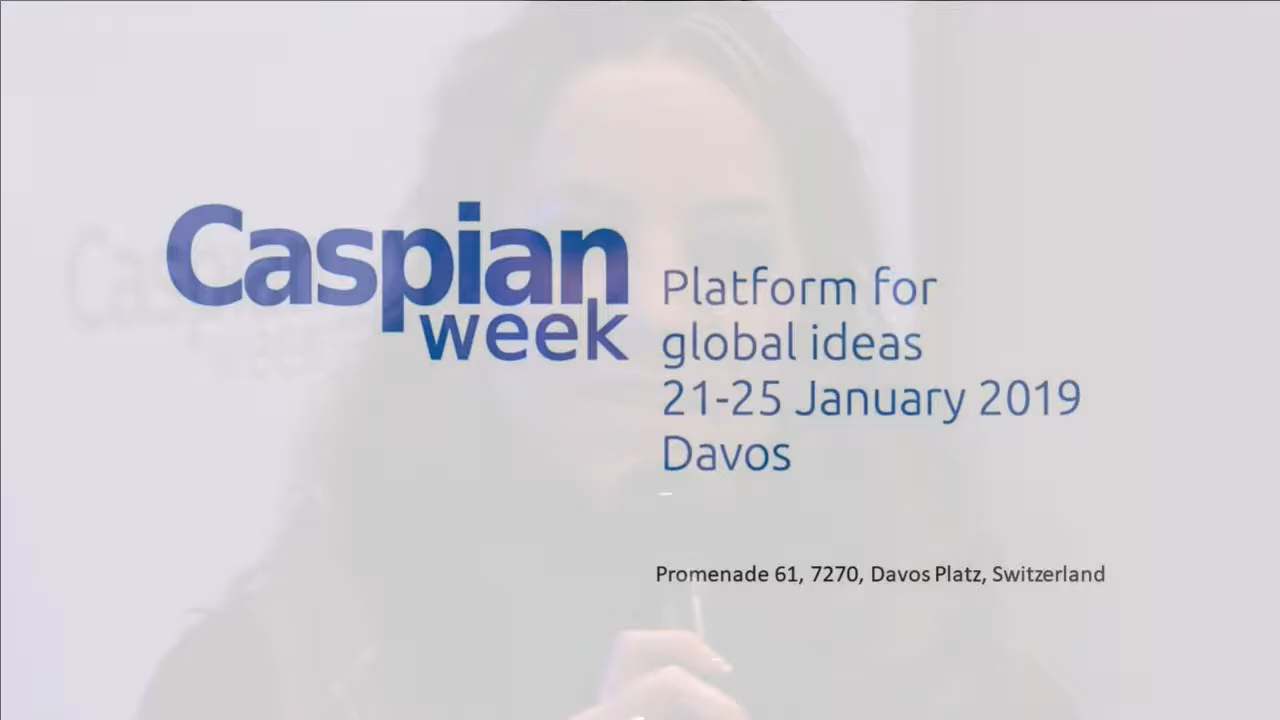 Caspian
week
Platform for
global ideas
21-25 January 2019
Davos
Promenade 61, 7270, Davos Platz, Switzerland